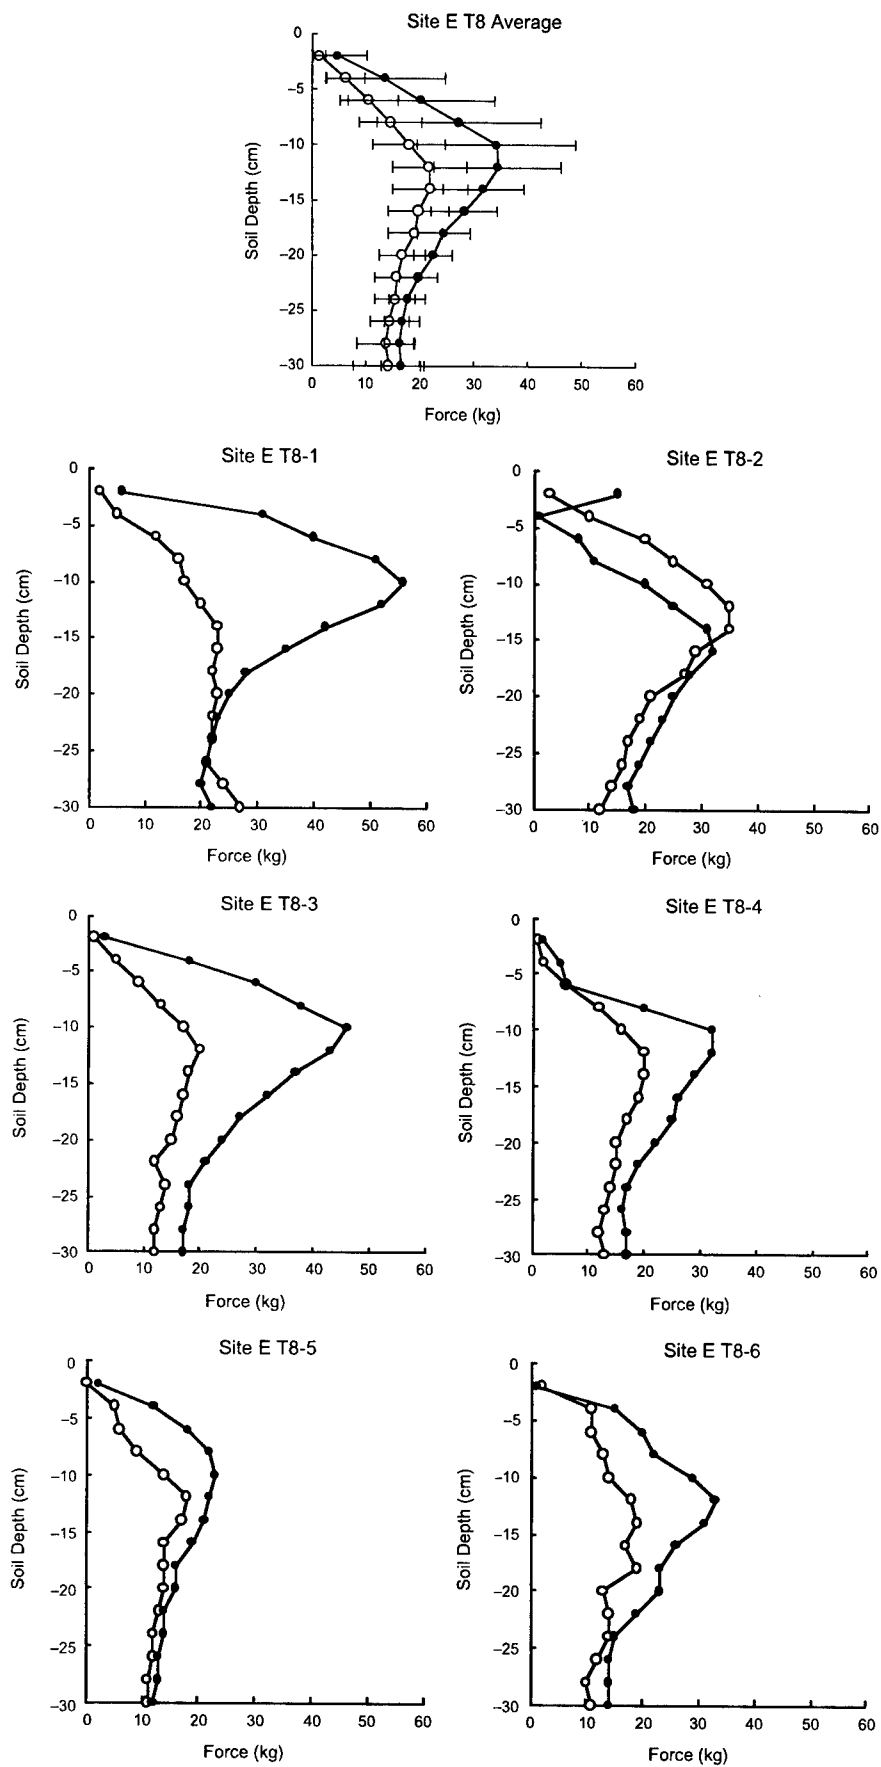 Site E T8 Average
0
–5
–10
–15
–20
–25
–30
Soil Depth (cm)
0 10 20 30 40 50 60
Force (kg)
Site E T8-1
0
–5
–10
–15
–20
–25
–30
Soil Depth (cm)
0 10 20 30 40 50 60
Force (kg)
Site E T8-2
0
–5
–10
–15
–20
–25
–30
Soil Depth (cm)
0 10 20 30 40 50 60
Force (kg)
Site E T8-3
0
–5
–10
–15
–20
–25
–30
Soil Depth (cm)
0 10 20 30 40 50 60
Force (kg)
Site E T8-4
0
–5
–10
–15
–20
–25
–30
Soil Depth (cm)
0 10 20 30 40 50 60
Force (kg)
Site E T8-5
0
–5
–10
–15
–20
–25
–30
Soil Depth (cm)
0 10 20 30 40 50 60
Force (kg)
Site E T8-6
0
–5
–10
–15
–20
–25
–30
Soil Depth (cm)
0 10 20 30 40 50 60
Force (kg)